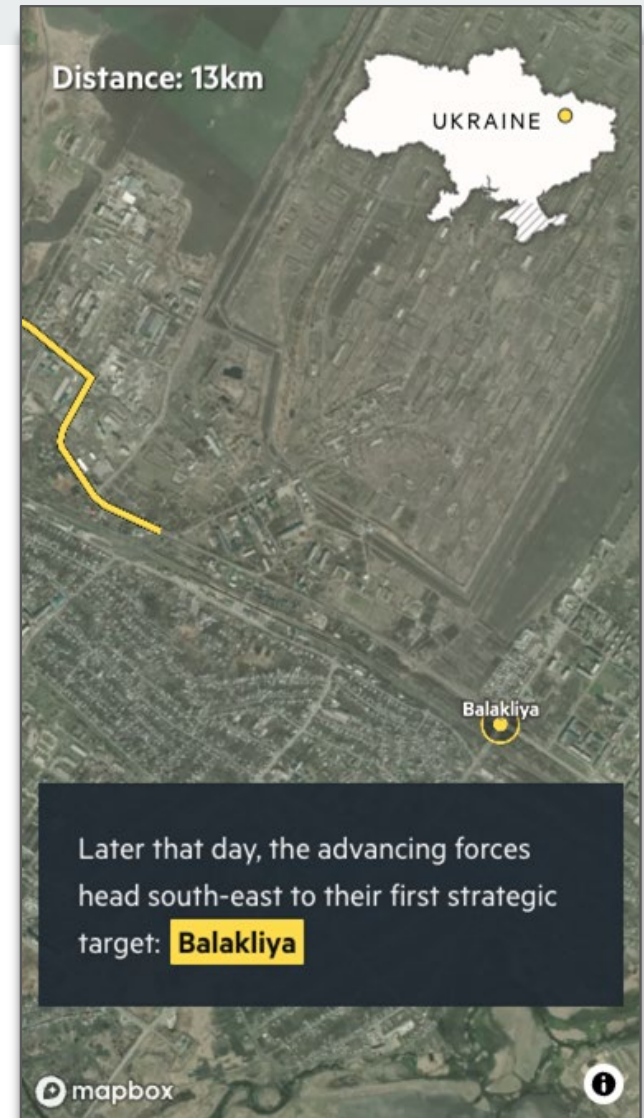 Distance: 13km
UKRAINE
Balakliya
Later that day, the advancing forces
head south-east to their first strategic
target: Balakliya
mapbox
i